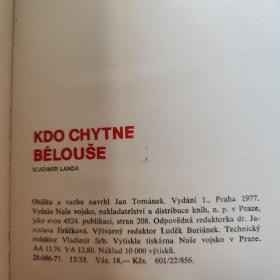 KDO CHYTNE
BĚLOUŠE
VLADIMÍR LANDA
Obálku a vazbu navrhl Jan Tománek. Vydání 1., Praha 1977.
Vydalo Naše vojsko, nakladatelství a distribuce knih, n. p. v Praze,
jako svou 4524. publikaci, stran 208. Odpovědná redaktorka dr. Ja-
roslava Jiráčková. Výtvarný redaktor Luděk Buriánek. Technický
redaktor Vladimír Srb. Vytiskla tiskárna Naše vojsko v Praze.
AA 11,76. VA 12,80. Náklad 10 000 výtisků.
28-086-77. 13/33. Váz. 18,— Kčs. 601/22/856.